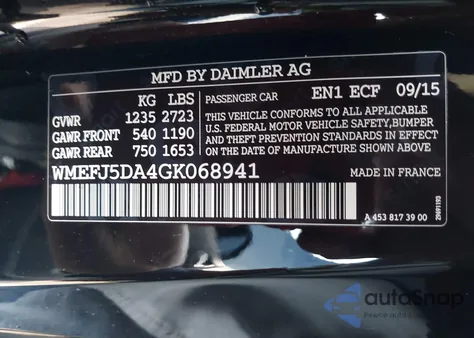 MFD BY DAIMLER AG
KG LBS
GVWR 1235 2723
GAWR FRONT 540 1190
GAWR REAR 750 1653
PASSENGER CAR EN1 ECF 09/15
THIS VEHICLE CONFORMS TO ALL APPLICABLE
U.S. FEDERAL MOTOR VEHICLE SAFETY,BUMPER
AND THEFT PREVENTION STANDARDS IN EFFECT
ON THE DATE OF MANUFACTURE SHOWN ABOVE.
WMEFJ5DA4GK068941
MADE IN FRANCE
A 453 817 39 00
29691193
autoSnap